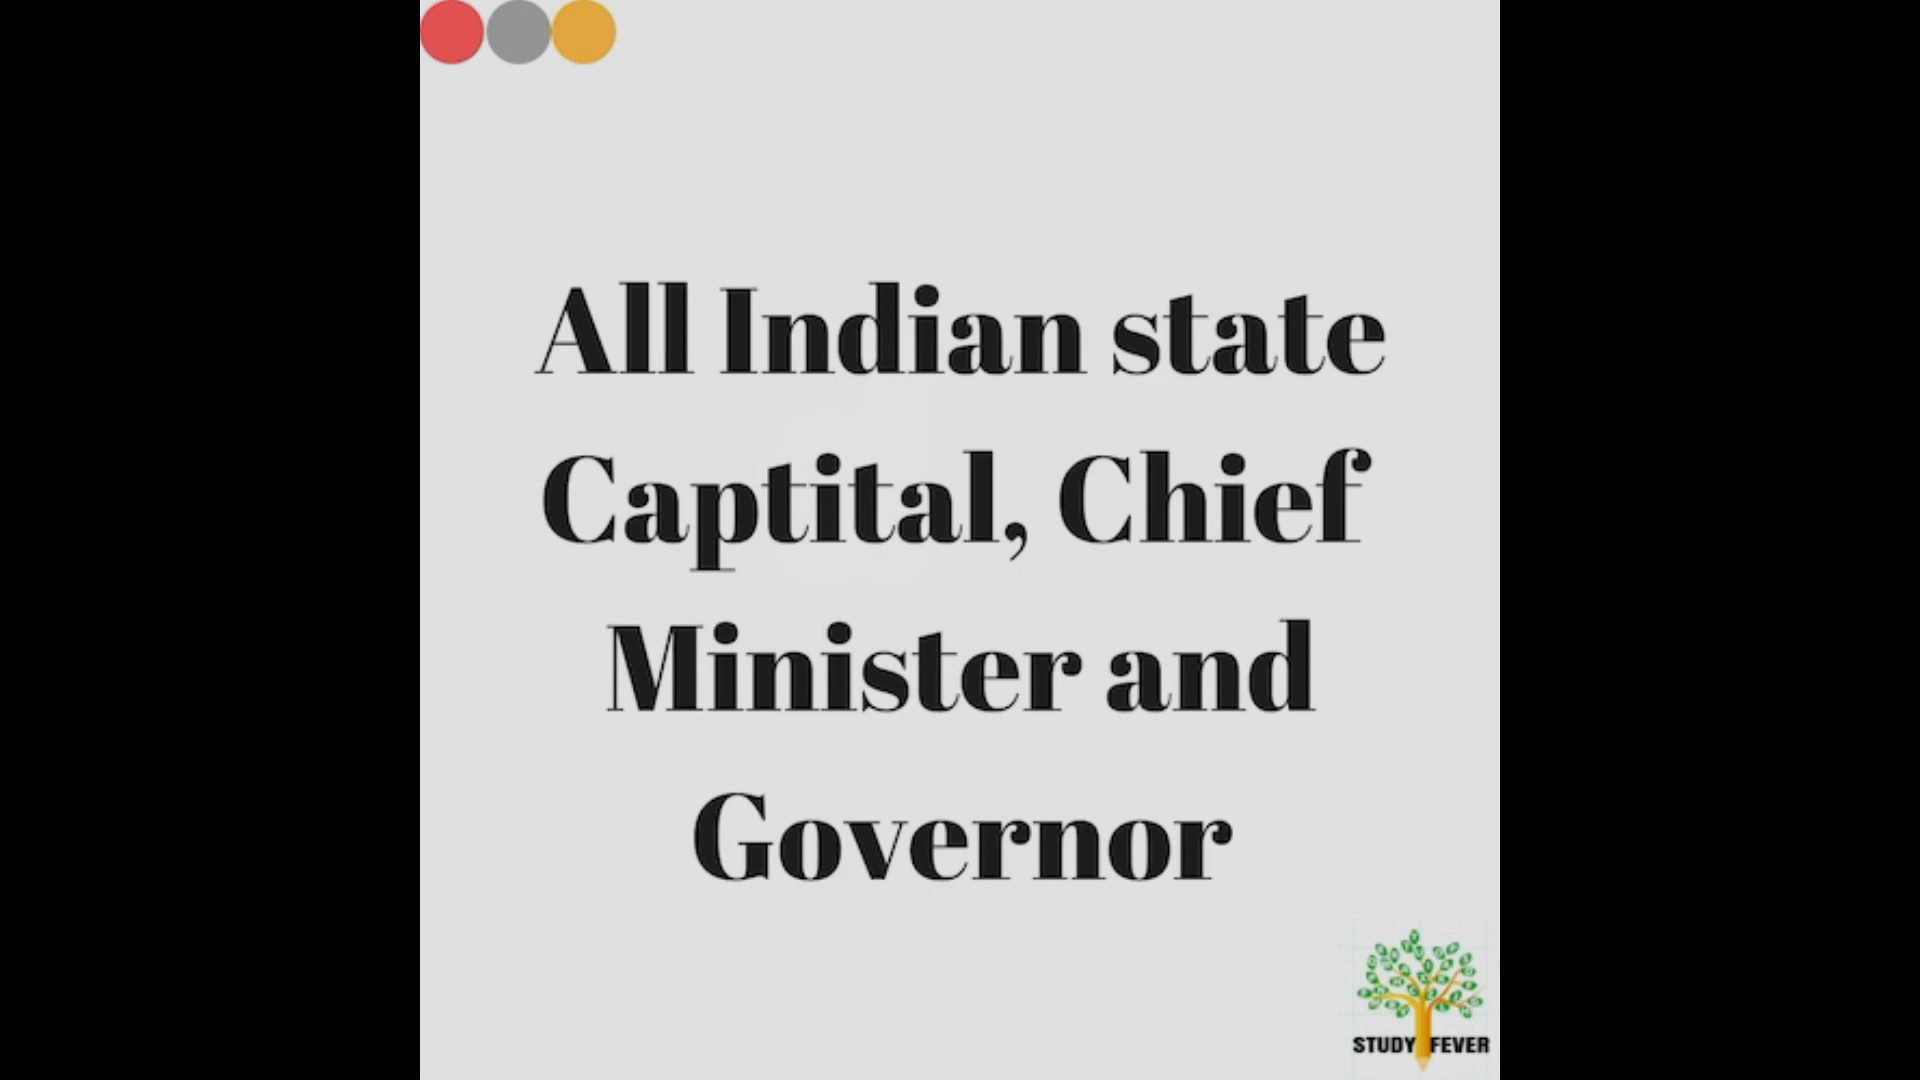 All Indian state
Captital, Chief
Minister and
Governor
STUDY FEVER